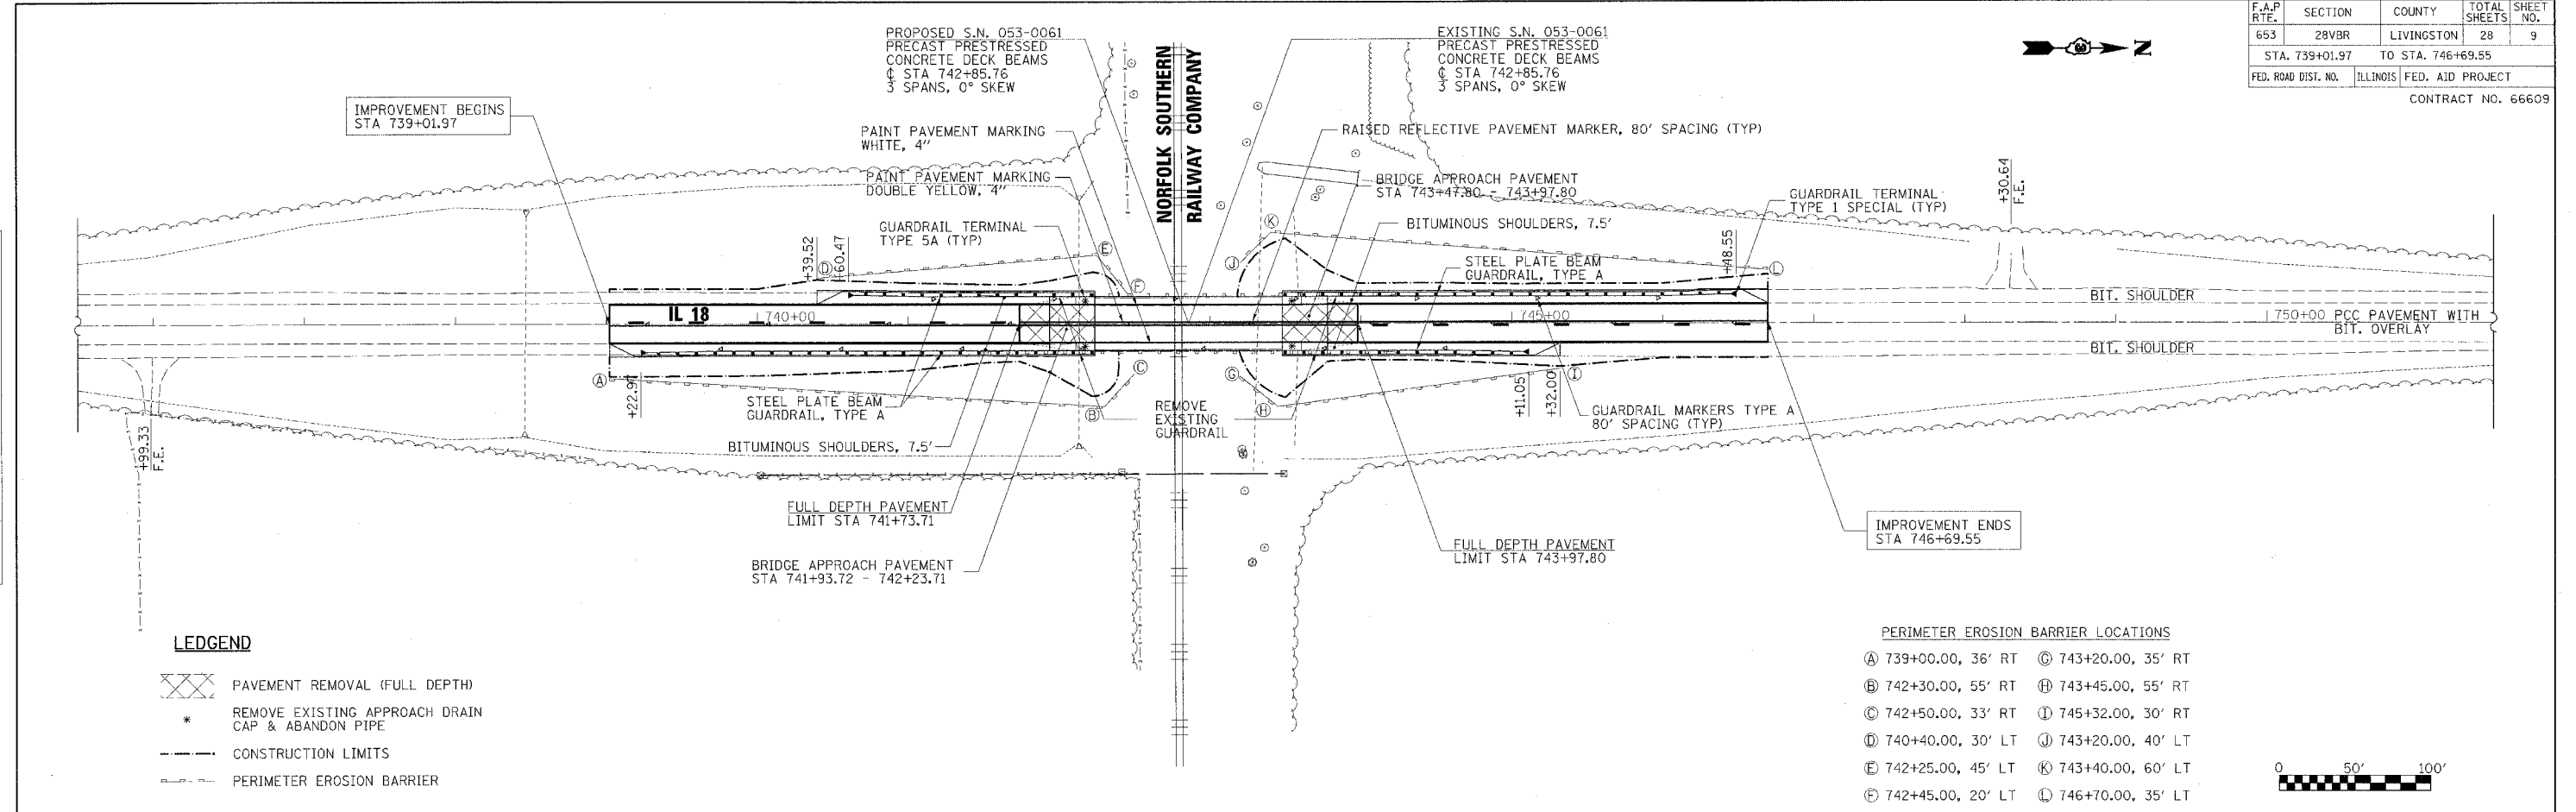 F.A.P RTE. SECTION COUNTY TOTAL SHEETS SHEET NO.
653 28VBR LIVINGSTON 28 9
STA. 739+01.97 TO STA. 746+69.55
FED. ROAD DIST. NO. ILLINOIS FED. AID PROJECT
CONTRACT NO. 66609
N
PROPOSED S.N. 053-0061
PRECAST PRESTRESSED
CONCRETE DECK BEAMS
℄ STA 742+85.76
3 SPANS, 0° SKEW
EXISTING S.N. 053-0061
PRECAST PRESTRESSED
CONCRETE DECK BEAMS
℄ STA 742+85.76
3 SPANS, 0° SKEW
NORFOLK SOUTHERN
RAILWAY COMPANY
IMPROVEMENT BEGINS
STA 739+01.97
PAINT PAVEMENT MARKING
WHITE, 4"
RAISED REFLECTIVE PAVEMENT MARKER, 80' SPACING (TYP)
PAINT PAVEMENT MARKING
DOUBLE YELLOW, 4"
BRIDGE APPROACH PAVEMENT
STA 743+47.80 - 743+97.80
GUARDRAIL TERMINAL
TYPE 1 SPECIAL (TYP)
+30.64
F.E.
GUARDRAIL TERMINAL
TYPE 5A (TYP)
BITUMINOUS SHOULDERS, 7.5'
+39.52
+60.47
D
E
F
J
K
STEEL PLATE BEAM
GUARDRAIL, TYPE A
+48.55
L
IL 18
740+00
745+00
BIT. SHOULDER
750+00 PCC PAVEMENT WITH
BIT. OVERLAY
BIT. SHOULDER
A
+22.97
B
C
G
H
I
+11.05
+32.00
STEEL PLATE BEAM
GUARDRAIL, TYPE A
REMOVE
EXISTING
GUARDRAIL
GUARDRAIL MARKERS TYPE A
80' SPACING (TYP)
+99.33
F.E.
BITUMINOUS SHOULDERS, 7.5'
FULL DEPTH PAVEMENT
LIMIT STA 741+73.71
IMPROVEMENT ENDS
STA 746+69.55
FULL DEPTH PAVEMENT
LIMIT STA 743+97.80
BRIDGE APPROACH PAVEMENT
STA 741+93.72 - 742+23.71
LEDGEND
PAVEMENT REMOVAL (FULL DEPTH)
* REMOVE EXISTING APPROACH DRAIN
CAP & ABANDON PIPE
CONSTRUCTION LIMITS
PERIMETER EROSION BARRIER
PERIMETER EROSION BARRIER LOCATIONS
Ⓐ 739+00.00, 36' RT Ⓖ 743+20.00, 35' RT
Ⓑ 742+30.00, 55' RT Ⓗ 743+45.00, 55' RT
Ⓒ 742+50.00, 33' RT Ⓘ 745+32.00, 30' RT
Ⓓ 740+40.00, 30' LT Ⓙ 743+20.00, 40' LT
Ⓔ 742+25.00, 45' LT Ⓚ 743+40.00, 60' LT
Ⓕ 742+45.00, 20' LT Ⓛ 746+70.00, 35' LT
0 50' 100'